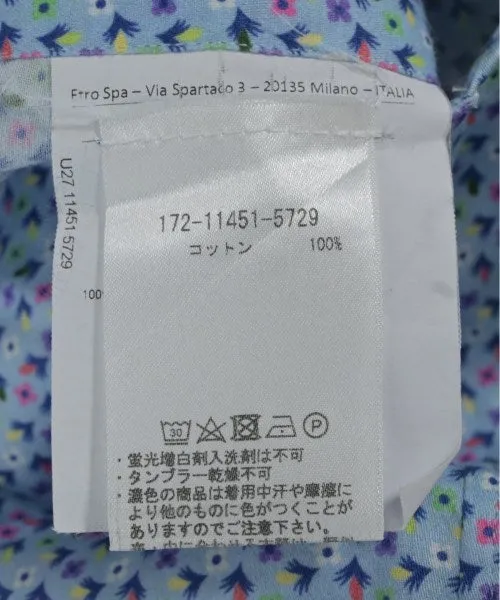 Etro Spa – Via Spartaco 3 – 20135 Milano – ITALIA
U27 11451 5729
100
172-11451-5729
コットン 100%
30 P
・蛍光増白剤入洗剤は不可
・タンブラー乾燥不可
・濃色の商品は着用中汗や摩擦に
より他のものに色がつくことが
ありますのでご注意下さい。